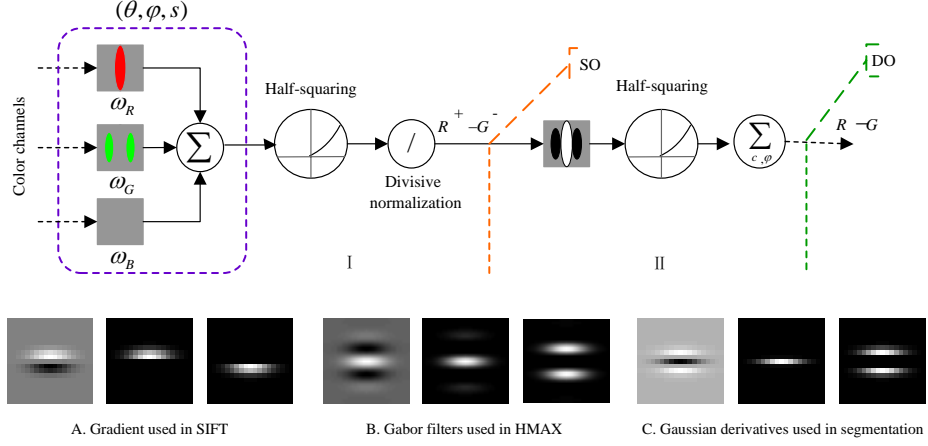 (θ, φ, s)
Color channels
ω_R
ω_G
ω_B
Σ
Half-squaring
/
Divisive
normalization
R⁺ −G⁻
SO
Half-squaring
Σ
c ,φ
R −G
DO
I
II
A. Gradient used in SIFT
B. Gabor filters used in HMAX
C. Gaussian derivatives used in segmentation